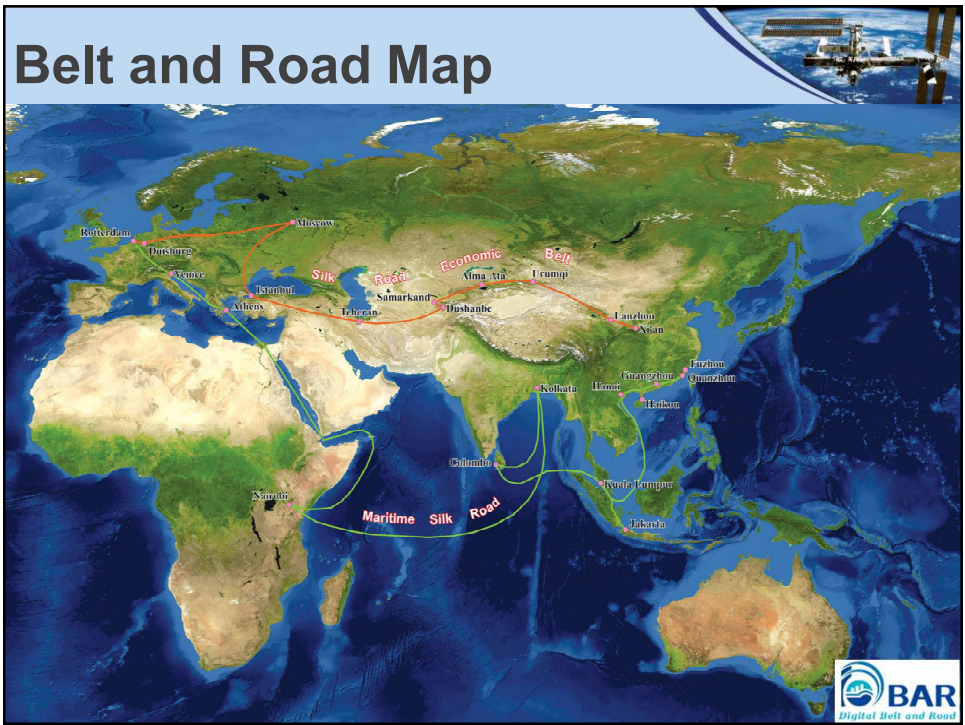 Belt and Road Map
Moscow
Rotterdam
Duisburg
Venice
Istanbul
Athens
Silk Road Economic Belt
Alma-Ata
Urumqi
Samarkand
Dushanbe
Teheran
Lanzhou
Xi'an
Fuzhou
Quanzhou
Guangzhou
Hanoi
Haikou
Kolkata
Colombo
Kuala Lumpur
Jakarta
Nairobi
Maritime Silk Road
BAR
Digital Belt and Road